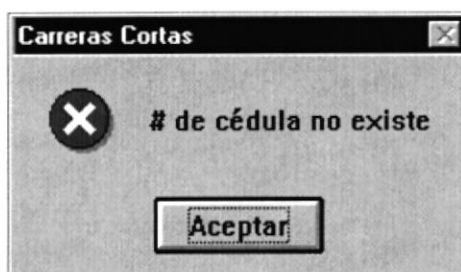 Carreras Cortas
# de cédula no existe
Aceptar